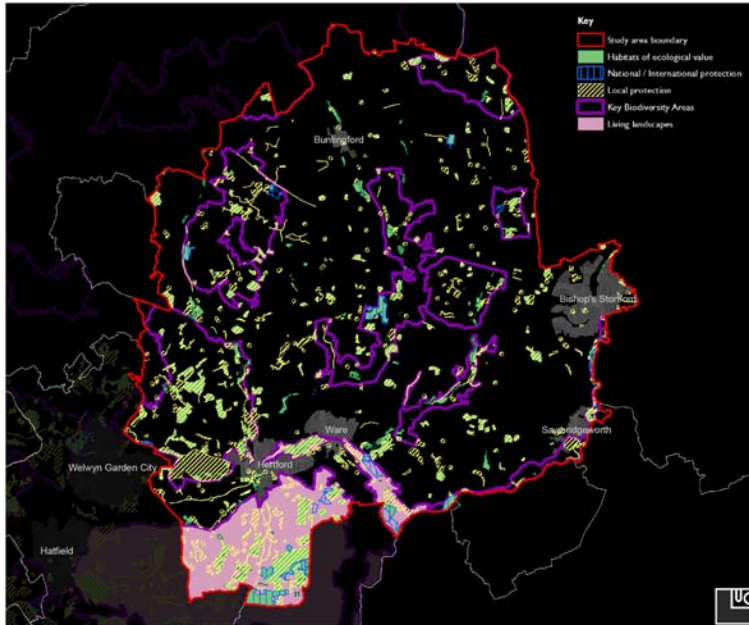 Key
Study area boundary
Habitats of ecological value
National / International protection
Local protection
Key Biodiversity Areas
Living landscapes
Buntingford
Bishop's Stortford
Ware
Sawbridgeworth
Hertford
Welwyn Garden City
Hatfield